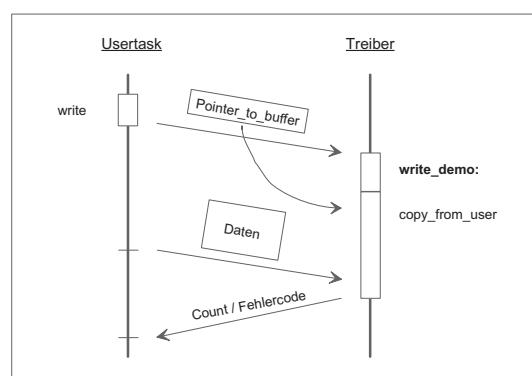 Usertask
Treiber
write
Pointer_to_buffer
write_demo:
copy_from_user
Daten
Count / Fehlercode